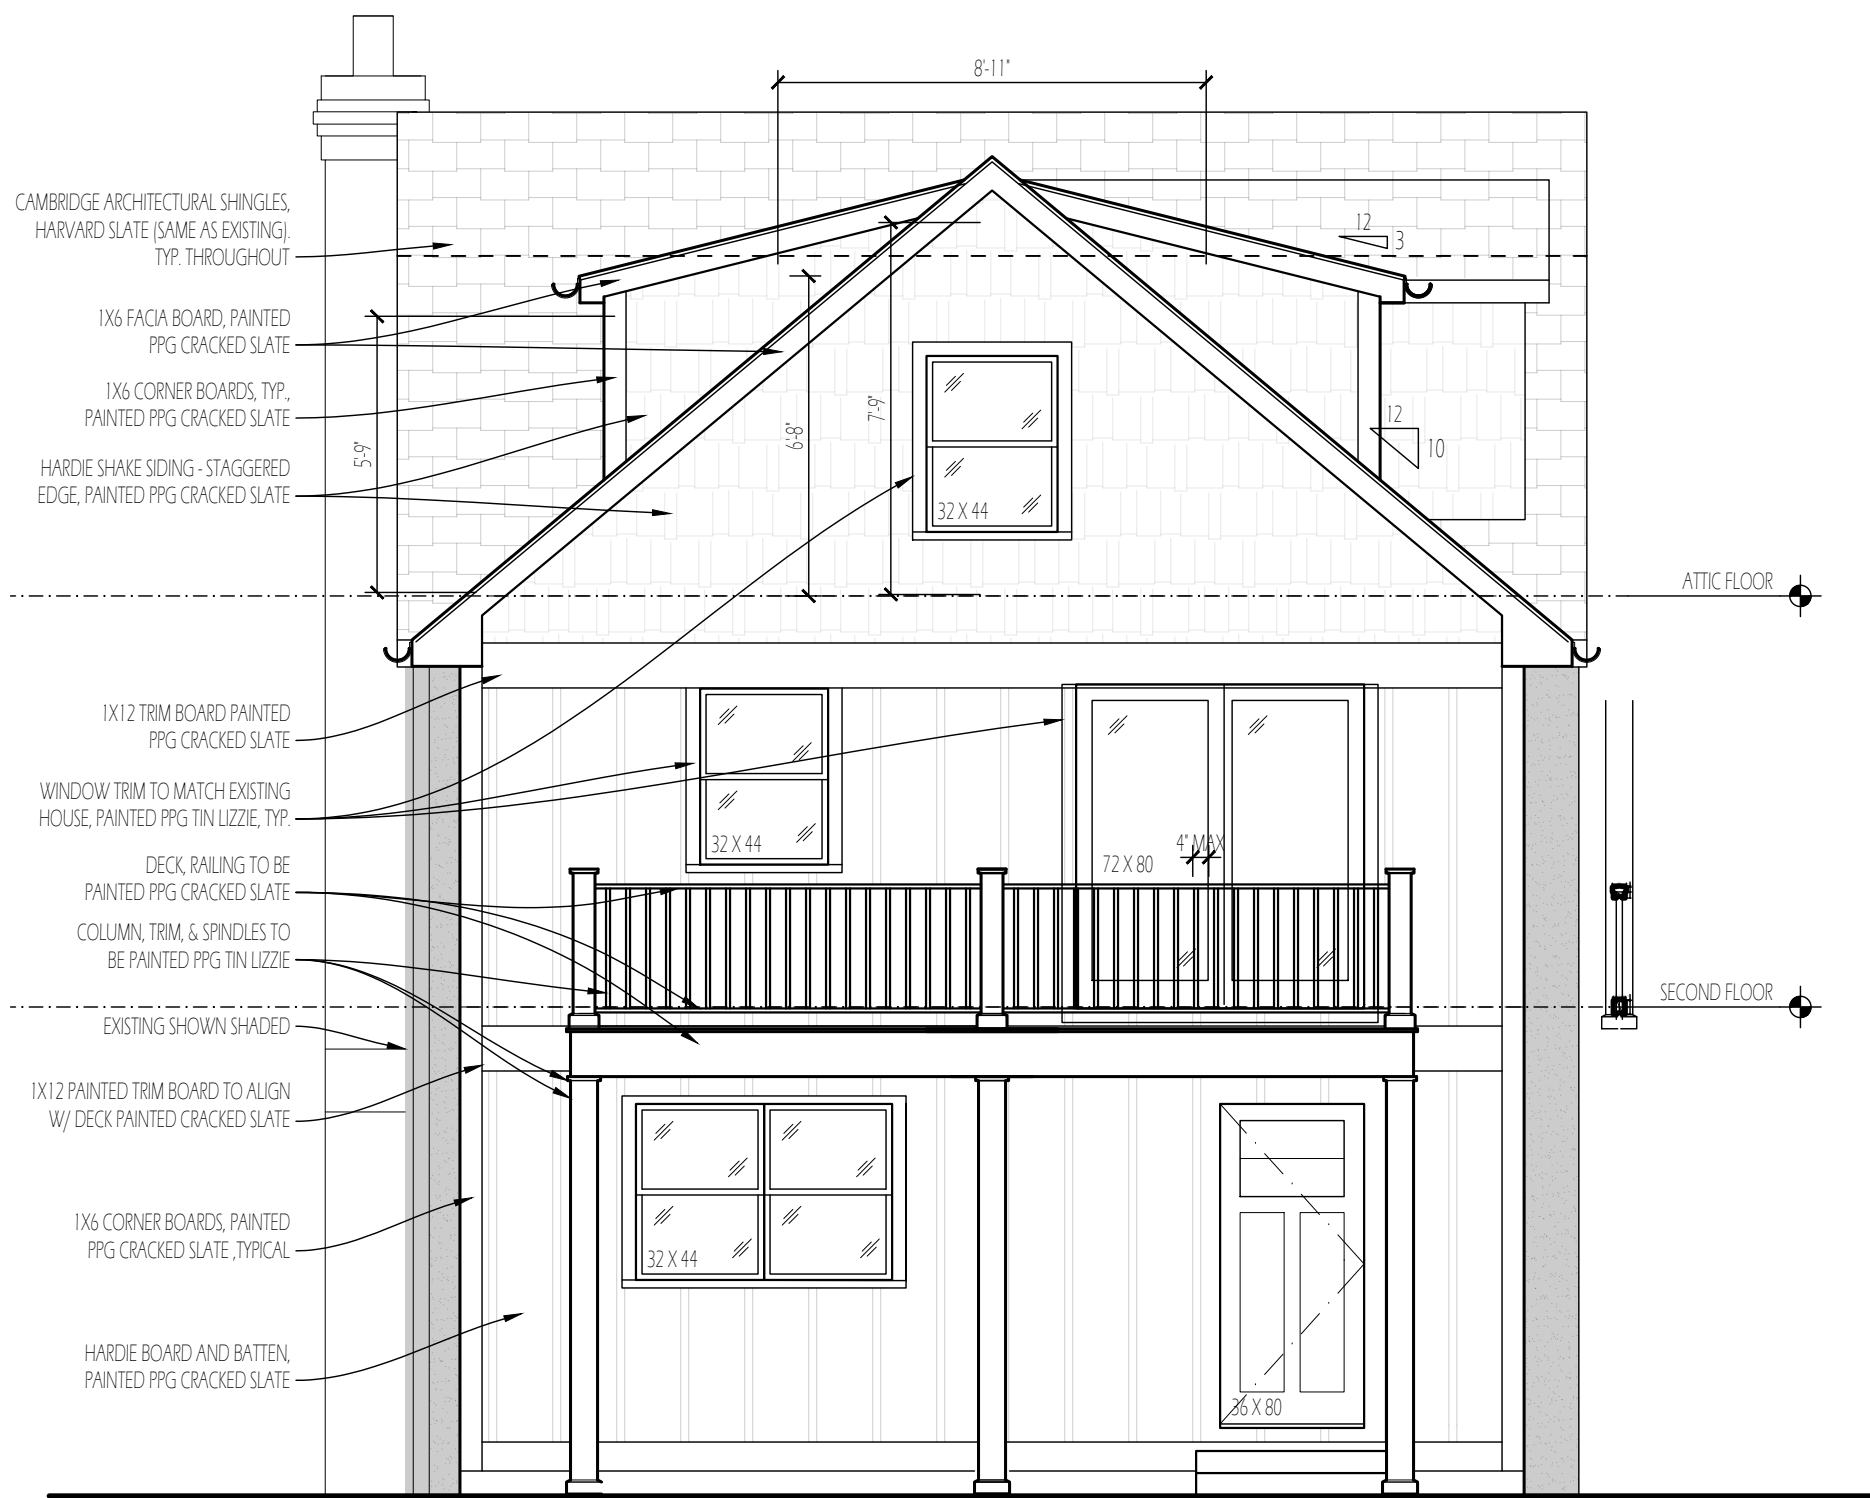 8'-11"
CAMBRIDGE ARCHITECTURAL SHINGLES,
HARVARD SLATE (SAME AS EXISTING).
TYP. THROUGHOUT
12
3
1X6 FACIA BOARD, PAINTED
PPG CRACKED SLATE
1X6 CORNER BOARDS, TYP.,
PAINTED PPG CRACKED SLATE
5'-9"
6'-8"
7'-9"
12
10
HARDIE SHAKE SIDING - STAGGERED
EDGE, PAINTED PPG CRACKED SLATE
32 X 44
ATTIC FLOOR
1X12 TRIM BOARD PAINTED
PPG CRACKED SLATE
WINDOW TRIM TO MATCH EXISTING
HOUSE, PAINTED PPG TIN LIZZIE, TYP.
32 X 44
4" MAX
72 X 80
DECK, RAILING TO BE
PAINTED PPG CRACKED SLATE
COLUMN, TRIM, & SPINDLES TO
BE PAINTED PPG TIN LIZZIE
SECOND FLOOR
EXISTING SHOWN SHADED
1X12 PAINTED TRIM BOARD TO ALIGN
W/ DECK PAINTED CRACKED SLATE
1X6 CORNER BOARDS, PAINTED
PPG CRACKED SLATE ,TYPICAL
32 X 44
HARDIE BOARD AND BATTEN,
PAINTED PPG CRACKED SLATE
36 X 80